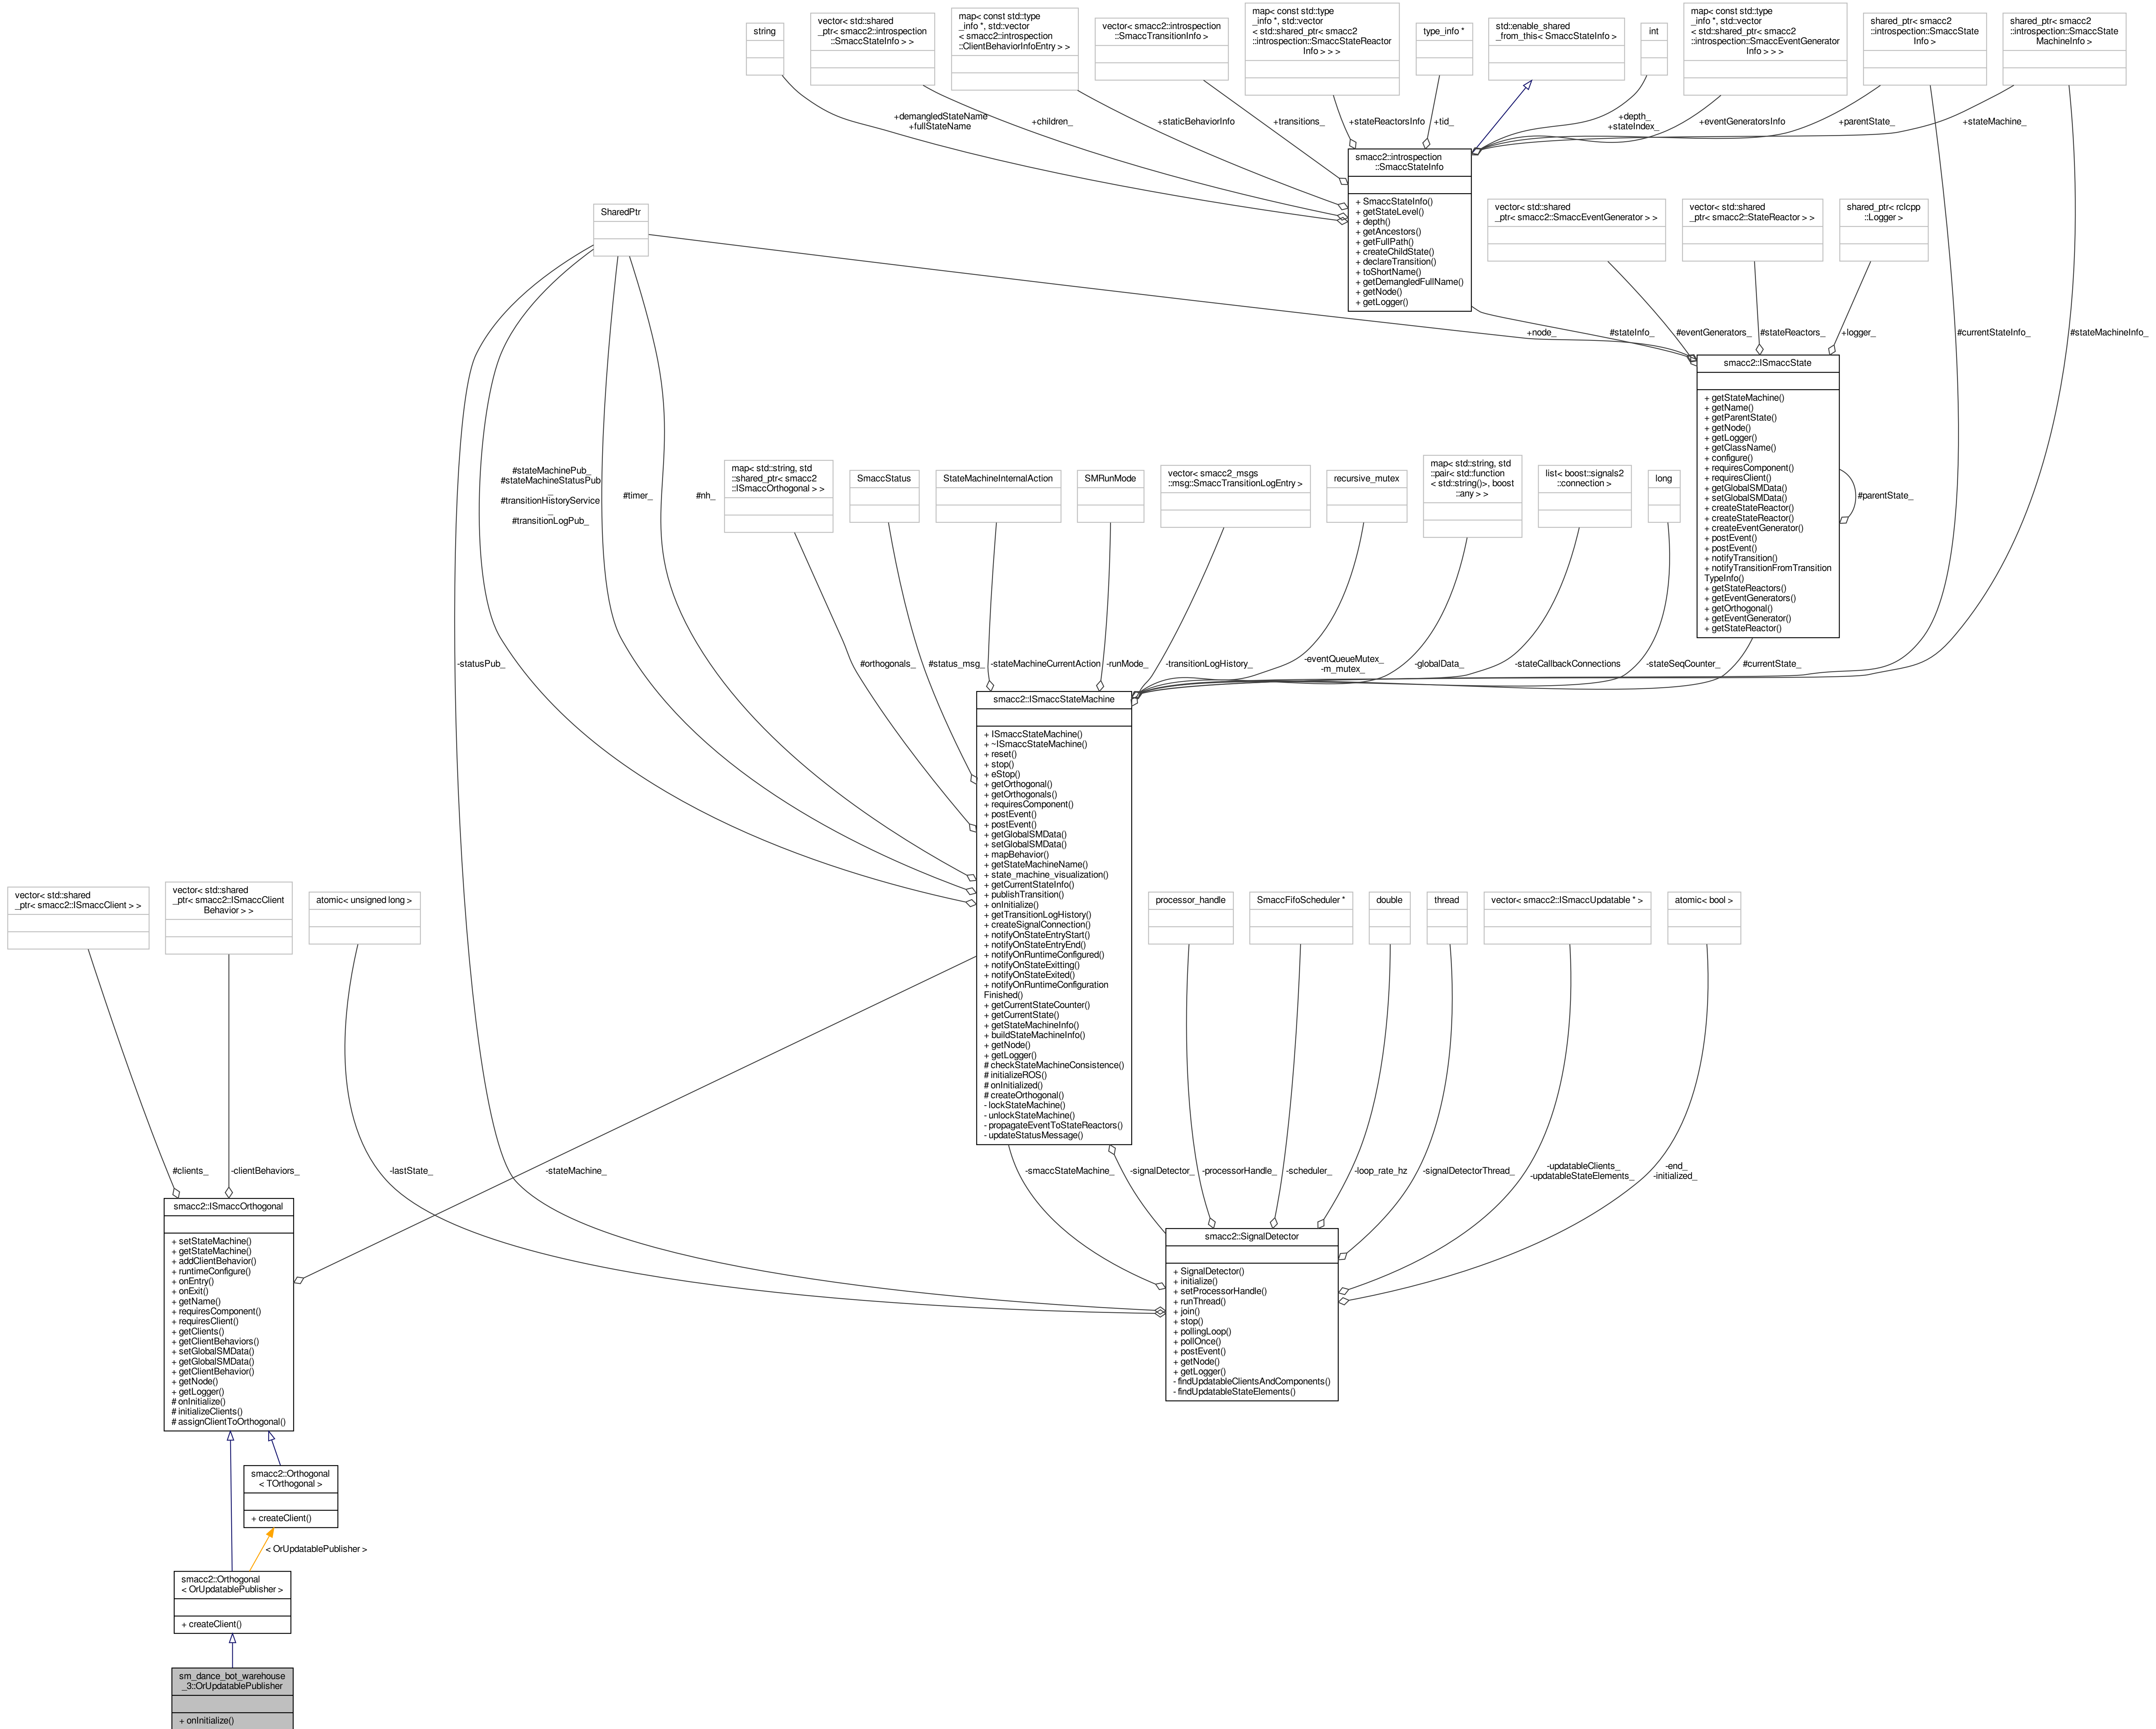 string
vector< std::shared
_ptr< smacc2::introspection
::SmaccStateInfo > >
map< const std::type
_info *, std::vector
< smacc2::introspection
::ClientBehaviorInfoEntry > >
vector< smacc2::introspection
::SmaccTransitionInfo >
map< const std::type
_info *, std::vector
< std::shared_ptr< smacc2
::introspection::SmaccStateReactor
Info > > >
type_info *
std::enable_shared
_from_this< SmaccStateInfo >
int
map< const std::type
_info *, std::vector
< std::shared_ptr< smacc2
::introspection::SmaccEventGenerator
Info > > >
shared_ptr< smacc2
::introspection::SmaccState
Info >
shared_ptr< smacc2
::introspection::SmaccState
MachineInfo >
+demangledStateName
+fullStateName
+children_
+staticBehaviorInfo
+transitions_
+stateReactorsInfo
+tid_
+depth_
+stateIndex_
+eventGeneratorsInfo
+parentState_
+stateMachine_
smacc2::introspection
::SmaccStateInfo
+ SmaccStateInfo()
+ getStateLevel()
+ depth()
+ getAncestors()
+ getFullPath()
+ createChildState()
+ declareTransition()
+ toShortName()
+ getDemangledFullName()
+ getNode()
+ getLogger()
SharedPtr
vector< std::shared
_ptr< smacc2::SmaccEventGenerator > >
vector< std::shared
_ptr< smacc2::StateReactor > >
shared_ptr< rclcpp
::Logger >
+node_
#stateInfo_
#eventGenerators_
#stateReactors_
+logger_
#currentStateInfo_
#stateMachineInfo_
smacc2::ISmaccState
+ getStateMachine()
+ getName()
+ getParentState()
+ getNode()
+ getLogger()
+ getClassName()
+ configure()
+ requiresComponent()
+ requiresClient()
+ getGlobalSMData()
+ setGlobalSMData()
+ createStateReactor()
+ createStateReactor()
+ createEventGenerator()
+ postEvent()
+ postEvent()
+ notifyTransition()
+ notifyTransitionFromTransition
TypeInfo()
+ getStateReactors()
+ getEventGenerators()
+ getOrthogonal()
+ getEventGenerator()
+ getStateReactor()
#parentState_
#stateMachinePub_
#stateMachineStatusPub
_
#transitionHistoryService
_
#transitionLogPub_
#timer_
#nh_
map< std::string, std
::shared_ptr< smacc2
::ISmaccOrthogonal > >
SmaccStatus
StateMachineInternalAction
SMRunMode
vector< smacc2_msgs
::msg::SmaccTransitionLogEntry >
recursive_mutex
map< std::string, std
::pair< std::function
< std::string()>, boost
::any > >
list< boost::signals2
::connection >
long
-statusPub_
#orthogonals_
#status_msg_
-stateMachineCurrentAction
-runMode_
-transitionLogHistory_
-eventQueueMutex_
-m_mutex_
-globalData_
-stateCallbackConnections
-stateSeqCounter_
#currentState_
smacc2::ISmaccStateMachine
+ ISmaccStateMachine()
+ ~ISmaccStateMachine()
+ reset()
+ stop()
+ eStop()
+ getOrthogonal()
+ getOrthogonals()
+ requiresComponent()
+ postEvent()
+ postEvent()
+ getGlobalSMData()
+ setGlobalSMData()
+ mapBehavior()
+ getStateMachineName()
+ state_machine_visualization()
+ getCurrentStateInfo()
+ publishTransition()
+ onInitialize()
+ getTransitionLogHistory()
+ createSignalConnection()
+ notifyOnStateEntryStart()
+ notifyOnStateEntryEnd()
+ notifyOnRuntimeConfigured()
+ notifyOnStateExitting()
+ notifyOnStateExited()
+ notifyOnRuntimeConfiguration
Finished()
+ getCurrentStateCounter()
+ getCurrentState()
+ getStateMachineInfo()
+ buildStateMachineInfo()
+ getNode()
+ getLogger()
# checkStateMachineConsistence()
# initializeROS()
# onInitialized()
# createOrthogonal()
- lockStateMachine()
- unlockStateMachine()
- propagateEventToStateReactors()
- updateStatusMessage()
vector< std::shared
_ptr< smacc2::ISmaccClient > >
vector< std::shared
_ptr< smacc2::ISmaccClient
Behavior > >
atomic< unsigned long >
processor_handle
SmaccFifoScheduler *
double
thread
vector< smacc2::ISmaccUpdatable * >
atomic< bool >
#clients_
-clientBehaviors_
-lastState_
-stateMachine_
-smaccStateMachine_
-signalDetector_
-processorHandle_
-scheduler_
-loop_rate_hz
-signalDetectorThread_
-updatableClients_
-updatableStateElements_
-end_
-initialized_
smacc2::ISmaccOrthogonal
+ setStateMachine()
+ getStateMachine()
+ addClientBehavior()
+ runtimeConfigure()
+ onEntry()
+ onExit()
+ getName()
+ requiresComponent()
+ requiresClient()
+ getClients()
+ getClientBehaviors()
+ setGlobalSMData()
+ getGlobalSMData()
+ getClientBehavior()
+ getNode()
+ getLogger()
# onInitialize()
# initializeClients()
# assignClientToOrthogonal()
smacc2::SignalDetector
+ SignalDetector()
+ initialize()
+ setProcessorHandle()
+ runThread()
+ join()
+ stop()
+ pollingLoop()
+ pollOnce()
+ postEvent()
+ getNode()
+ getLogger()
- findUpdatableClientsAndComponents()
- findUpdatableStateElements()
smacc2::Orthogonal
< TOrthogonal >
+ createClient()
< OrUpdatablePublisher >
smacc2::Orthogonal
< OrUpdatablePublisher >
+ createClient()
sm_dance_bot_warehouse
_3::OrUpdatablePublisher
+ onInitialize()